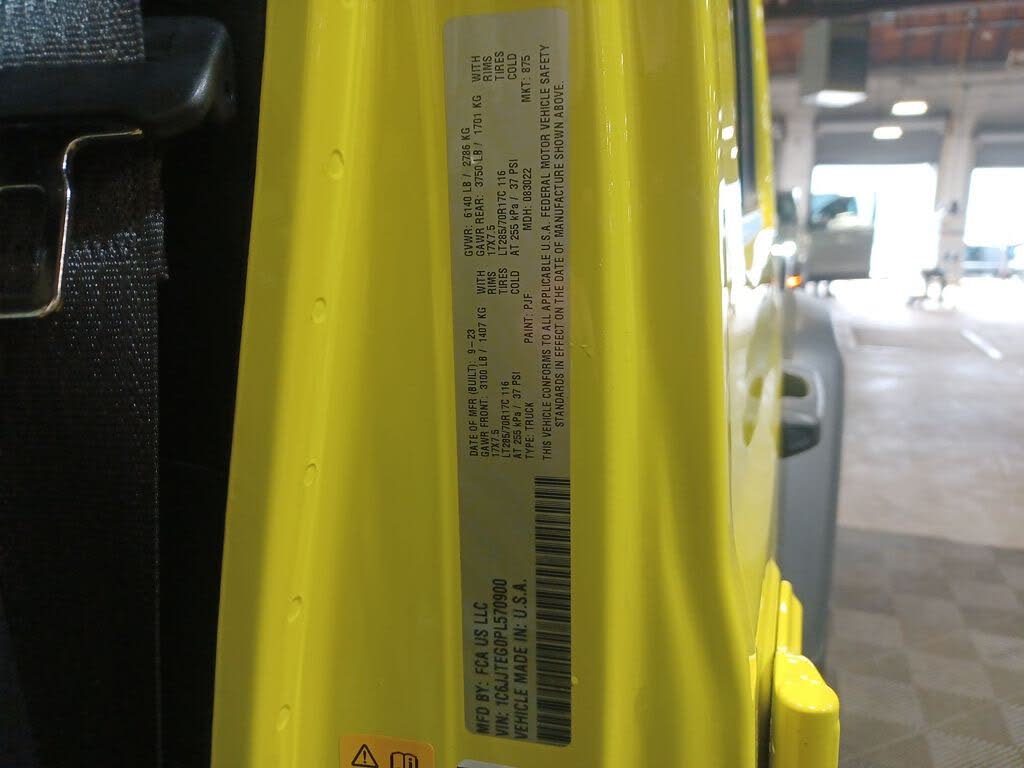 MFD BY: FCA US LLC
VIN: 1C6JJTEG0PL570900
VEHICLE MADE IN: U.S.A.
DATE OF MFR (BUILT): 9-23
GAWR FRONT: 3100 LB / 1407 KG WITH
17X7.5 RIMS
LT285/70R17C 116 TIRES
AT 255 kPa / 37 PSI COLD
TYPE: TRUCK PAINT: PJF
GVWR: 6140 LB / 2786 KG
GAWR REAR: 3750 LB / 1701 KG WITH
17X7.5 RIMS
LT285/70R17C 116 TIRES
AT 255 kPa / 37 PSI COLD
MDH: 083022 MKT: 875
THIS VEHICLE CONFORMS TO ALL APPLICABLE U.S.A. FEDERAL MOTOR VEHICLE SAFETY
STANDARDS IN EFFECT ON THE DATE OF MANUFACTURE SHOWN ABOVE.